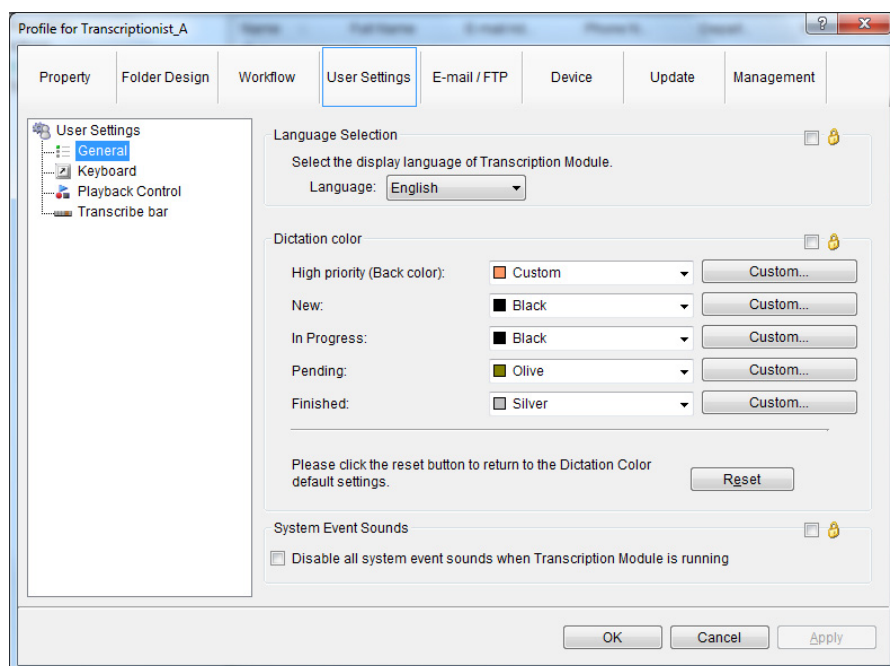 Profile for Transcriptionist_A
Property Folder Design Workflow User Settings E-mail / FTP Device Update Management
User Settings
General
Keyboard
Playback Control
Transcribe bar
Language Selection
Select the display language of Transcription Module.
Language: English
Dictation color
High priority (Back color): Custom Custom...
New: Black Custom...
In Progress: Black Custom...
Pending: Olive Custom...
Finished: Silver Custom...
Please click the reset button to return to the Dictation Color
default settings.
Reset
System Event Sounds
Disable all system event sounds when Transcription Module is running
OK Cancel Apply